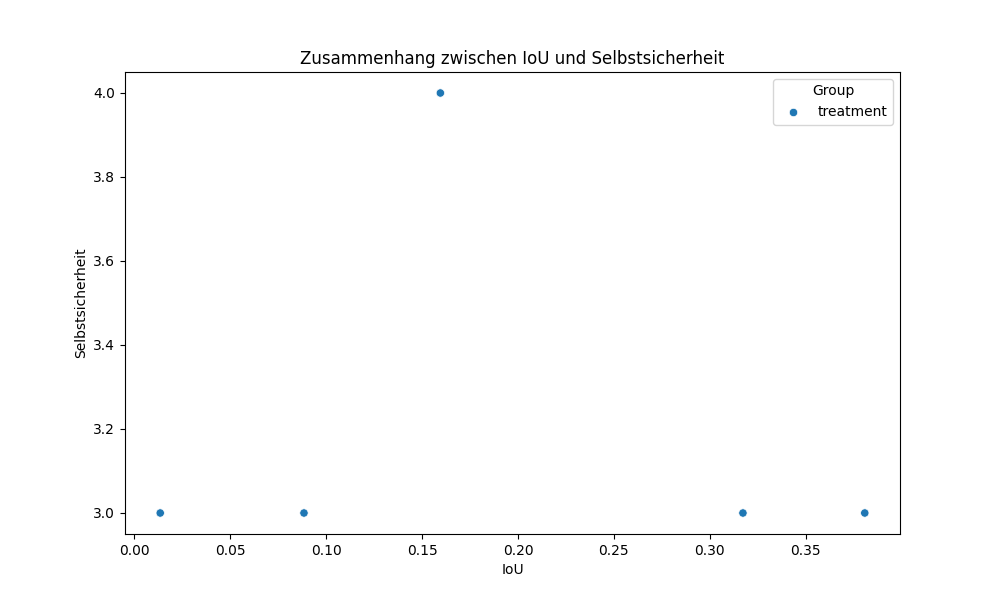 Zusammenhang zwischen IoU und Selbstsicherheit
Group
treatment
4.0
3.8
3.6
3.4
3.2
3.0
Selbstsicherheit
0.00
0.05
0.10
0.15
0.20
0.25
0.30
0.35
IoU